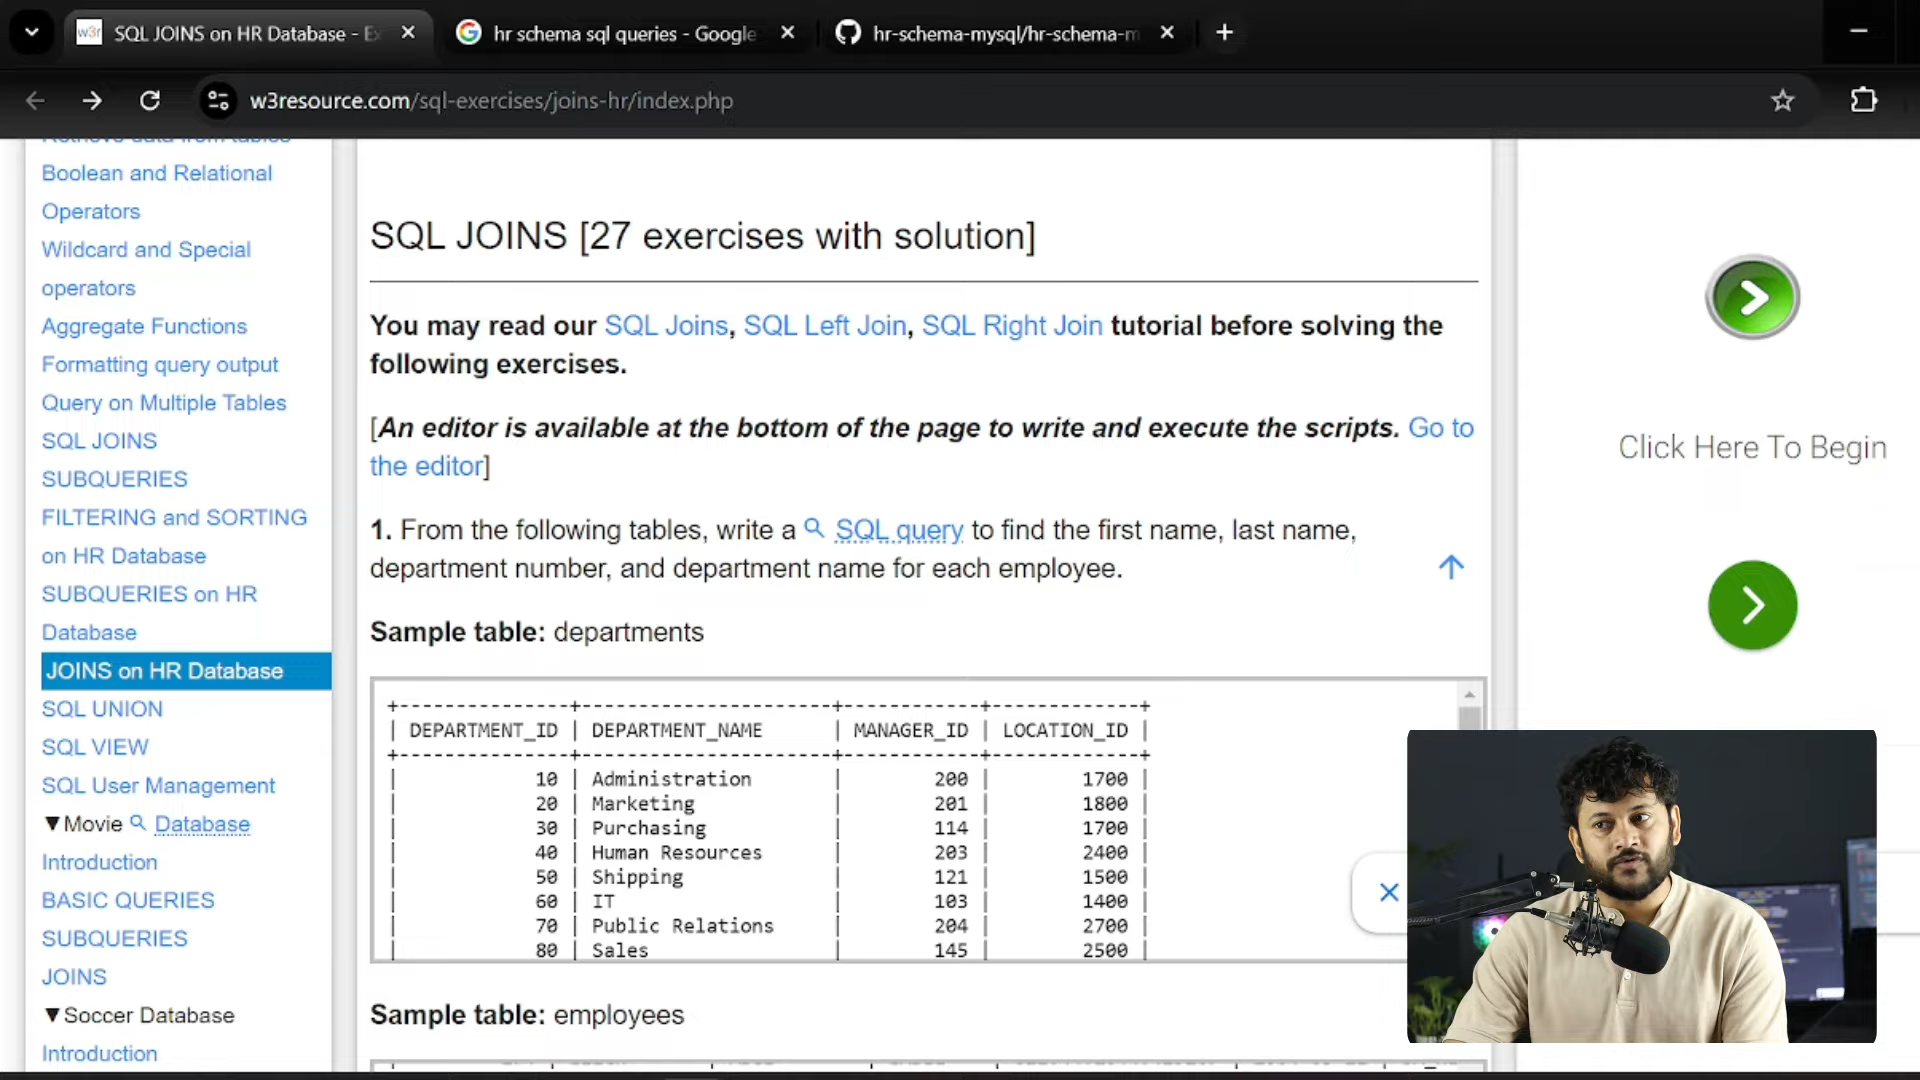 SQL JOINS on HR Database - Ex
hr schema sql queries - Google
hr-schema-mysql/hr-schema-m
w3resource.com/sql-exercises/joins-hr/index.php
Retrieve data from tables
Boolean and Relational
Operators
Wildcard and Special
operators
Aggregate Functions
Formatting query output
Query on Multiple Tables
SQL JOINS
SUBQUERIES
FILTERING and SORTING
on HR Database
SUBQUERIES on HR
Database
JOINS on HR Database
SQL UNION
SQL VIEW
SQL User Management
▼Movie Database
Introduction
BASIC QUERIES
SUBQUERIES
JOINS
▼Soccer Database
Introduction
SQL JOINS [27 exercises with solution]
You may read our SQL Joins, SQL Left Join, SQL Right Join tutorial before solving the
following exercises.
[An editor is available at the bottom of the page to write and execute the scripts. Go to
the editor]
1. From the following tables, write a SQL query to find the first name, last name,
department number, and department name for each employee.
Sample table: departments
| DEPARTMENT_ID | DEPARTMENT_NAME | MANAGER_ID | LOCATION_ID |
| 10 | Administration | 200 | 1700 |
| 20 | Marketing | 201 | 1800 |
| 30 | Purchasing | 114 | 1700 |
| 40 | Human Resources | 203 | 2400 |
| 50 | Shipping | 121 | 1500 |
| 60 | IT | 103 | 1400 |
| 70 | Public Relations | 204 | 2700 |
| 80 | Sales | 145 | 2500 |
Sample table: employees
Click Here To Begin